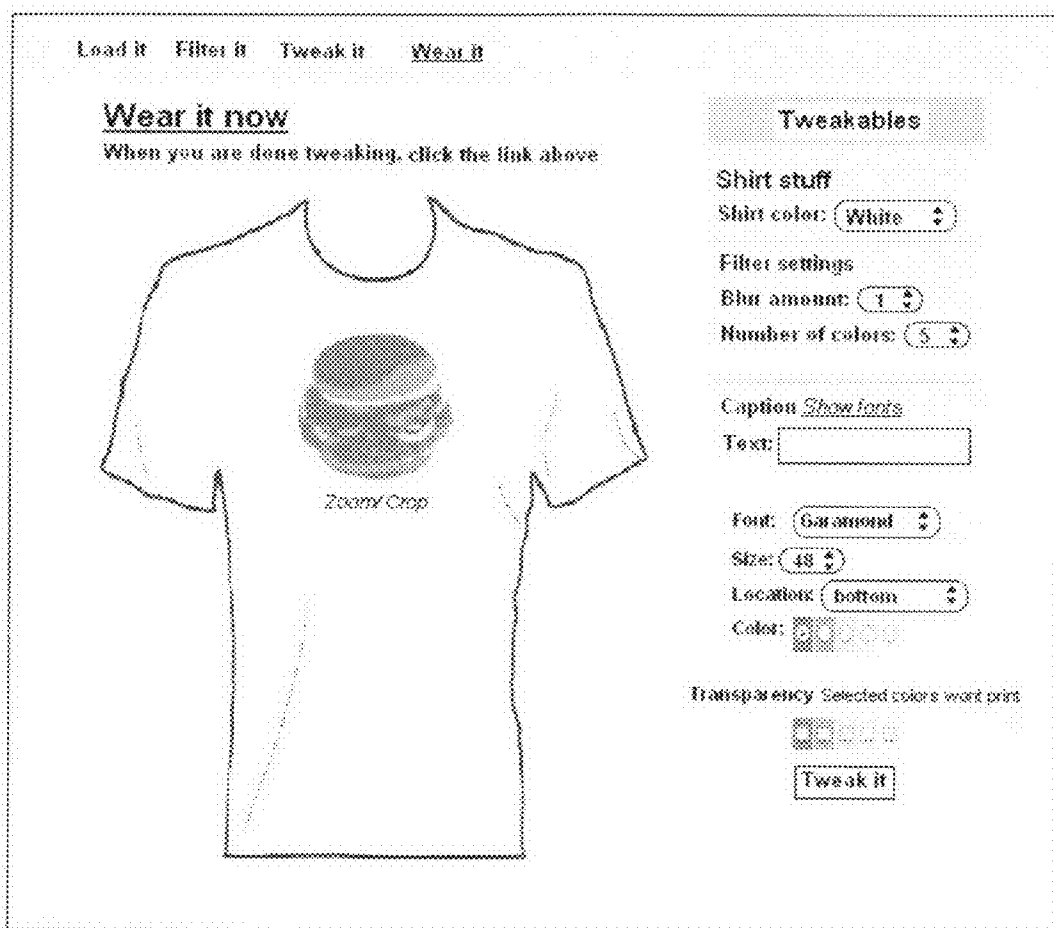 Load it Filter it Tweak it Wear it
Wear it now
When you are done tweaking, click the link above
Zoom/ Crop
Tweakables
Shirt stuff
Shirt color: White
Filter settings
Blur amount: 1
Number of colors: 5
Caption Show fonts
Text:
Font: Garamond
Size: 48
Location: bottom
Color:
Transparency Selected colors wont print
Tweak it